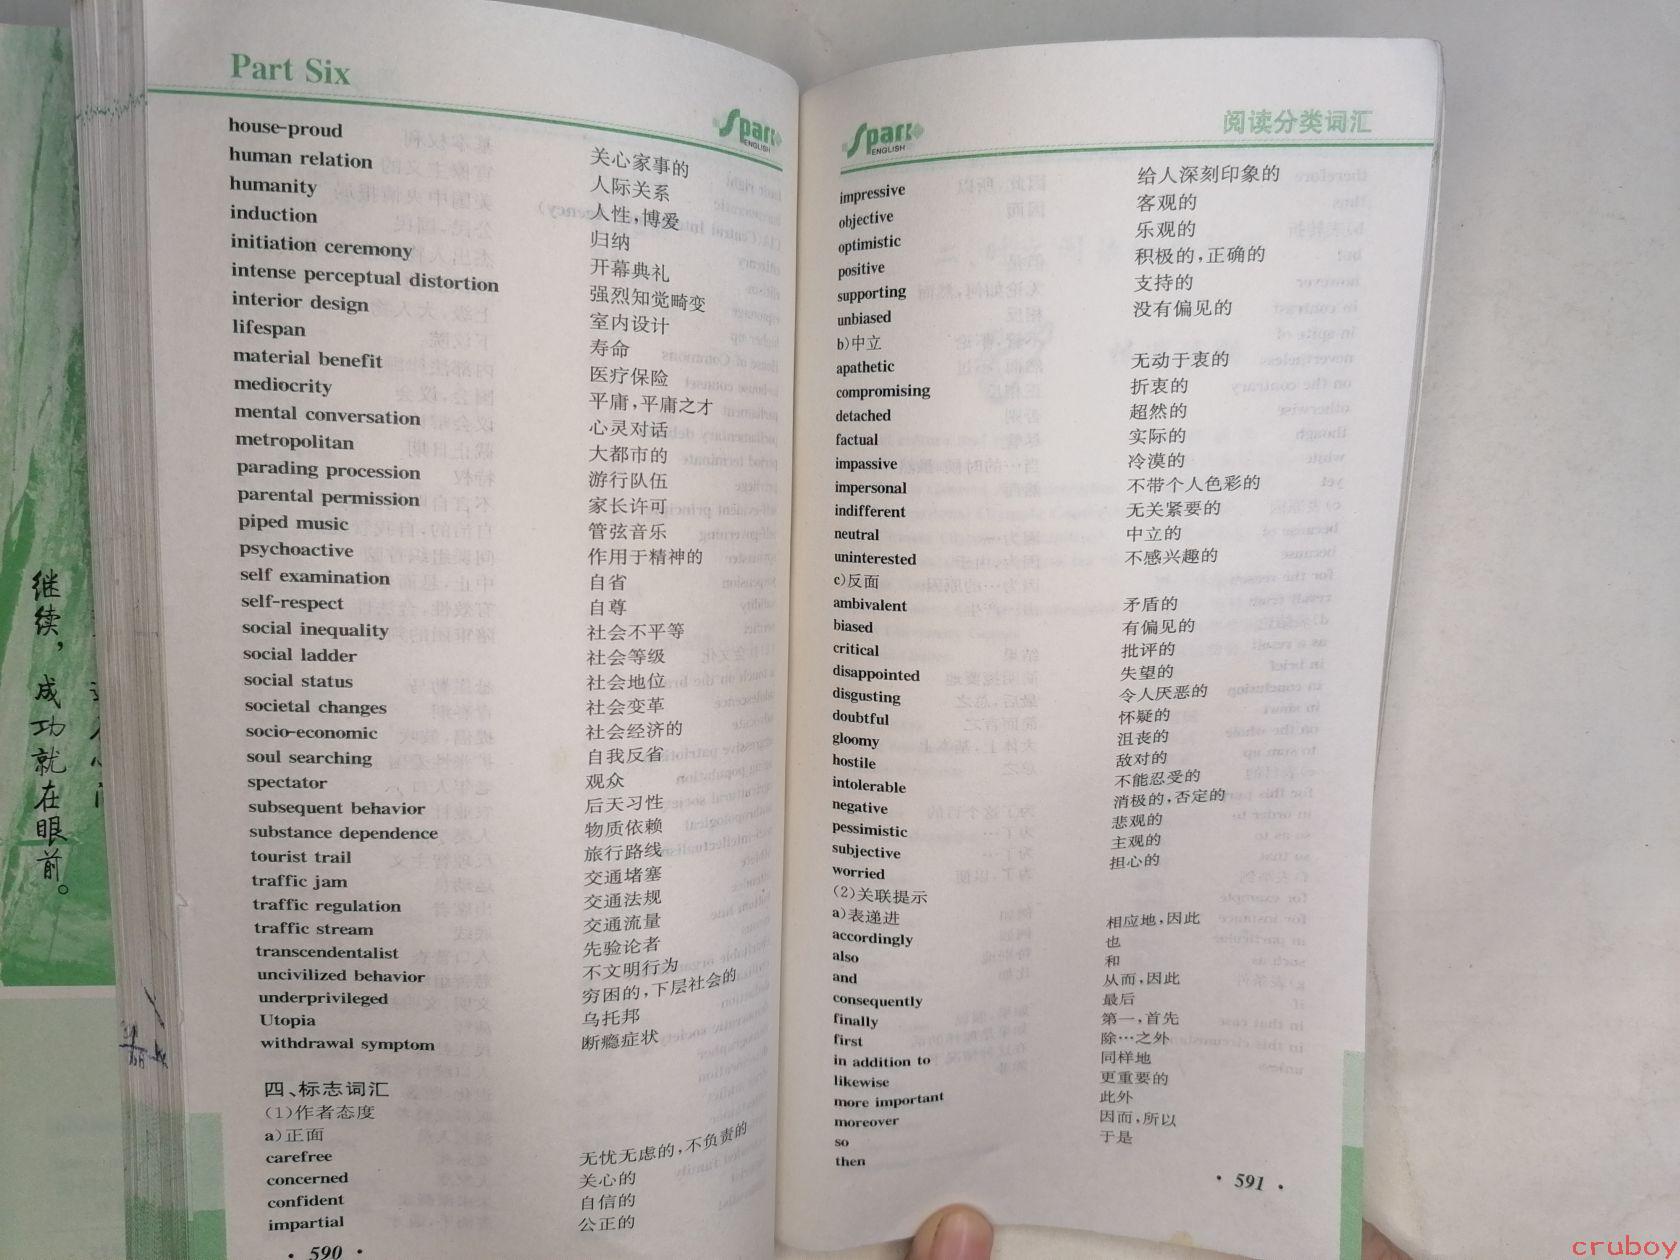 Part Six
Spark
ENGLISH
house-proud 关心家事的
human relation 人际关系
humanity 人性,博爱
induction 归纳
initiation ceremony 开幕典礼
intense perceptual distortion 强烈知觉畸变
interior design 室内设计
lifespan 寿命
material benefit 医疗保险
mediocrity 平庸,平庸之才
mental conversation 心灵对话
metropolitan 大都市的
parading procession 游行队伍
parental permission 家长许可
piped music 管弦音乐
psychoactive 作用于精神的
self examination 自省
self-respect 自尊
social inequality 社会不平等
social ladder 社会等级
social status 社会地位
societal changes 社会变革
socio-economic 社会经济的
soul searching 自我反省
spectator 观众
subsequent behavior 后天习性
substance dependence 物质依赖
tourist trail 旅行路线
traffic jam 交通堵塞
traffic regulation 交通法规
traffic stream 交通流量
transcendentalist 先验论者
uncivilized behavior 不文明行为
underprivileged 穷困的,下层社会的
Utopia 乌托邦
withdrawal symptom 断瘾症状
四、标志词汇
(1)作者态度
a)正面
carefree 无忧无虑的,不负责的
concerned 关心的
confident 自信的
impartial 公正的
· 590 ·
Spark
ENGLISH
阅读分类词汇
impressive 给人深刻印象的
objective 客观的
optimistic 乐观的
positive 积极的,正确的
supporting 支持的
unbiased 没有偏见的
b)中立
apathetic 无动于衷的
compromising 折衷的
detached 超然的
factual 实际的
impassive 冷漠的
impersonal 不带个人色彩的
indifferent 无关紧要的
neutral 中立的
uninterested 不感兴趣的
c)反面
ambivalent 矛盾的
biased 有偏见的
critical 批评的
disappointed 失望的
disgusting 令人厌恶的
doubtful 怀疑的
gloomy 沮丧的
hostile 敌对的
intolerable 不能忍受的
negative 消极的,否定的
pessimistic 悲观的
subjective 主观的
worried 担心的
(2)关联提示
a)表递进
accordingly 相应地,因此
also 也
and 和
consequently 从而,因此
finally 最后
first 第一,首先
in addition to 除…之外
likewise 同样地
more important 更重要的
moreover 此外
so 因而,所以
then 于是
· 591 ·
继续,成功就在眼前。
cruboy